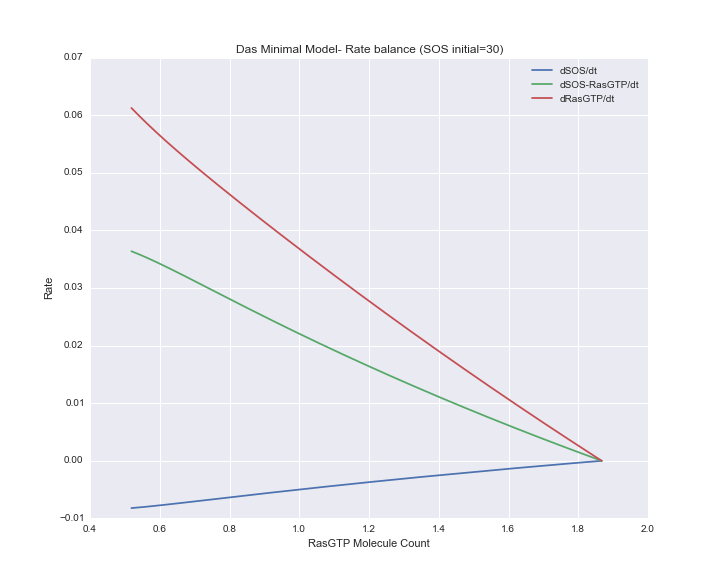 Das Minimal Model- Rate balance (SOS initial=30)
0.07
0.06
0.05
0.04
0.03
0.02
0.01
0.00
−0.01
Rate
dSOS/dt
dSOS-RasGTP/dt
dRasGTP/dt
0.4 0.6 0.8 1.0 1.2 1.4 1.6 1.8 2.0
RasGTP Molecule Count